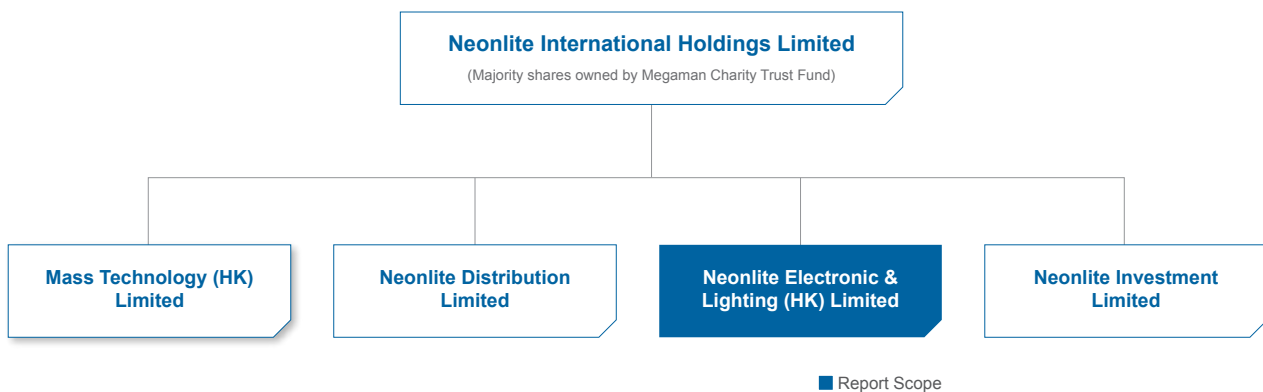 Neonlite International Holdings Limited
(Majority shares owned by Megaman Charity Trust Fund)
Mass Technology (HK)
Limited
Neonlite Distribution
Limited
Neonlite Electronic &
Lighting (HK) Limited
Neonlite Investment
Limited
Report Scope